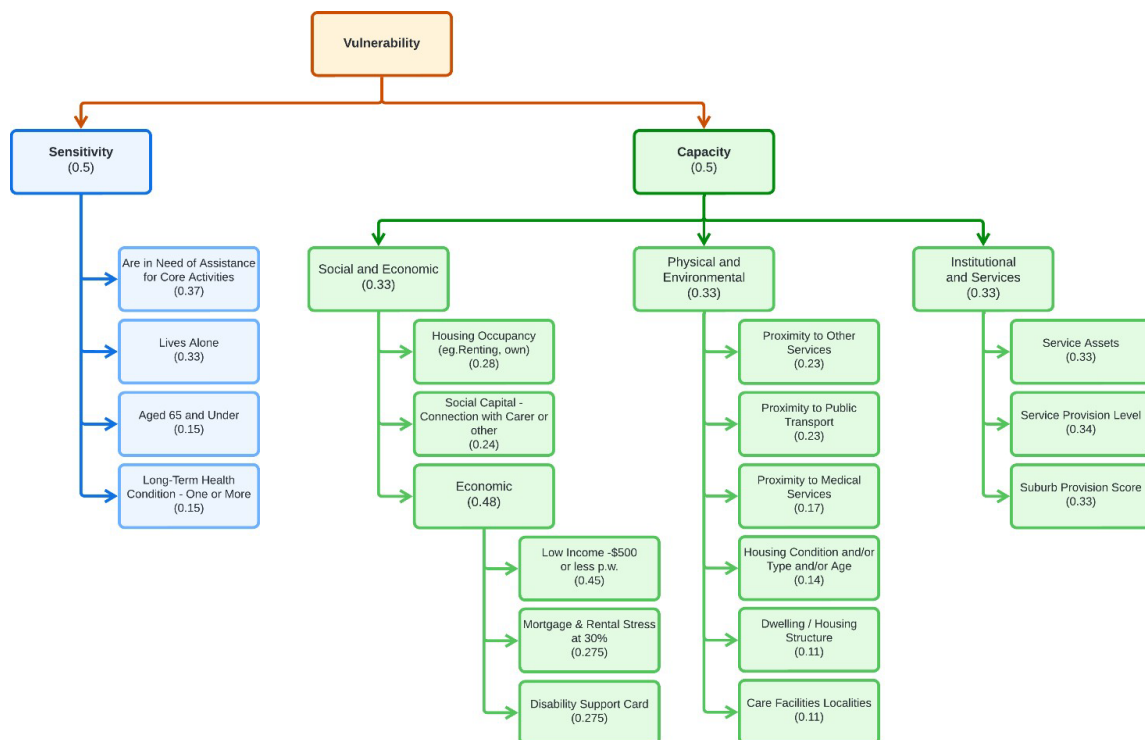 Vulnerability
Sensitivity
(0.5)
Capacity
(0.5)
Are in Need of Assistance
for Core Activities
(0.37)
Lives Alone
(0.33)
Aged 65 and Under
(0.15)
Long-Term Health
Condition - One or More
(0.15)
Social and Economic
(0.33)
Housing Occupancy
(eg.Renting, own)
(0.28)
Social Capital -
Connection with Carer or
other
(0.24)
Economic
(0.48)
Low Income -$500
or less p.w.
(0.45)
Mortgage & Rental Stress
at 30%
(0.275)
Disability Support Card
(0.275)
Physical and
Environmental
(0.33)
Proximity to Other
Services
(0.23)
Proximity to Public
Transport
(0.23)
Proximity to Medical
Services
(0.17)
Housing Condition and/or
Type and/or Age
(0.14)
Dwelling / Housing
Structure
(0.11)
Care Facilities Localities
(0.11)
Institutional
and Services
(0.33)
Service Assets
(0.33)
Service Provision Level
(0.34)
Suburb Provision Score
(0.33)